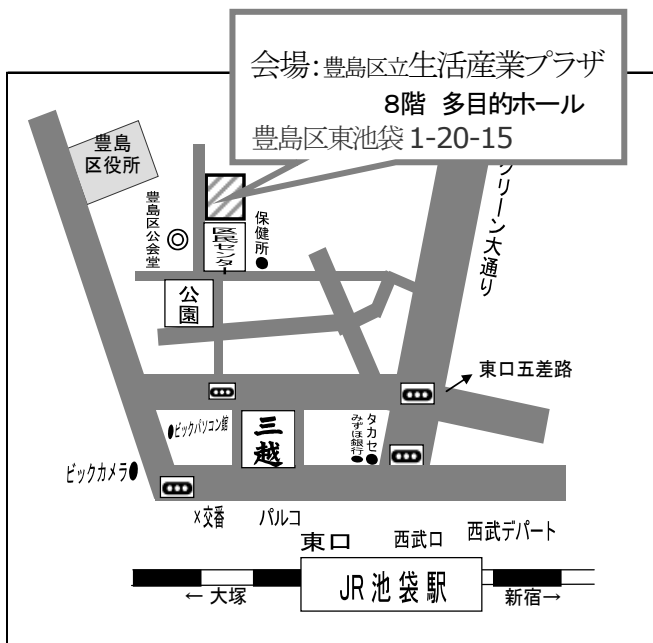 会場：豊島区立生活産業プラザ
8階 多目的ホール
豊島区東池袋1-20-15
グリーン大通り
豊島
区役所
豊島区公会堂
区民センター
保健所
公園
東口五差路
ビックパソコン館
三越
みずほ銀行
タカセ
ビックカメラ
×交番
パルコ
東口
西武口
西武デパート
JR池袋駅
← 大塚
新宿→